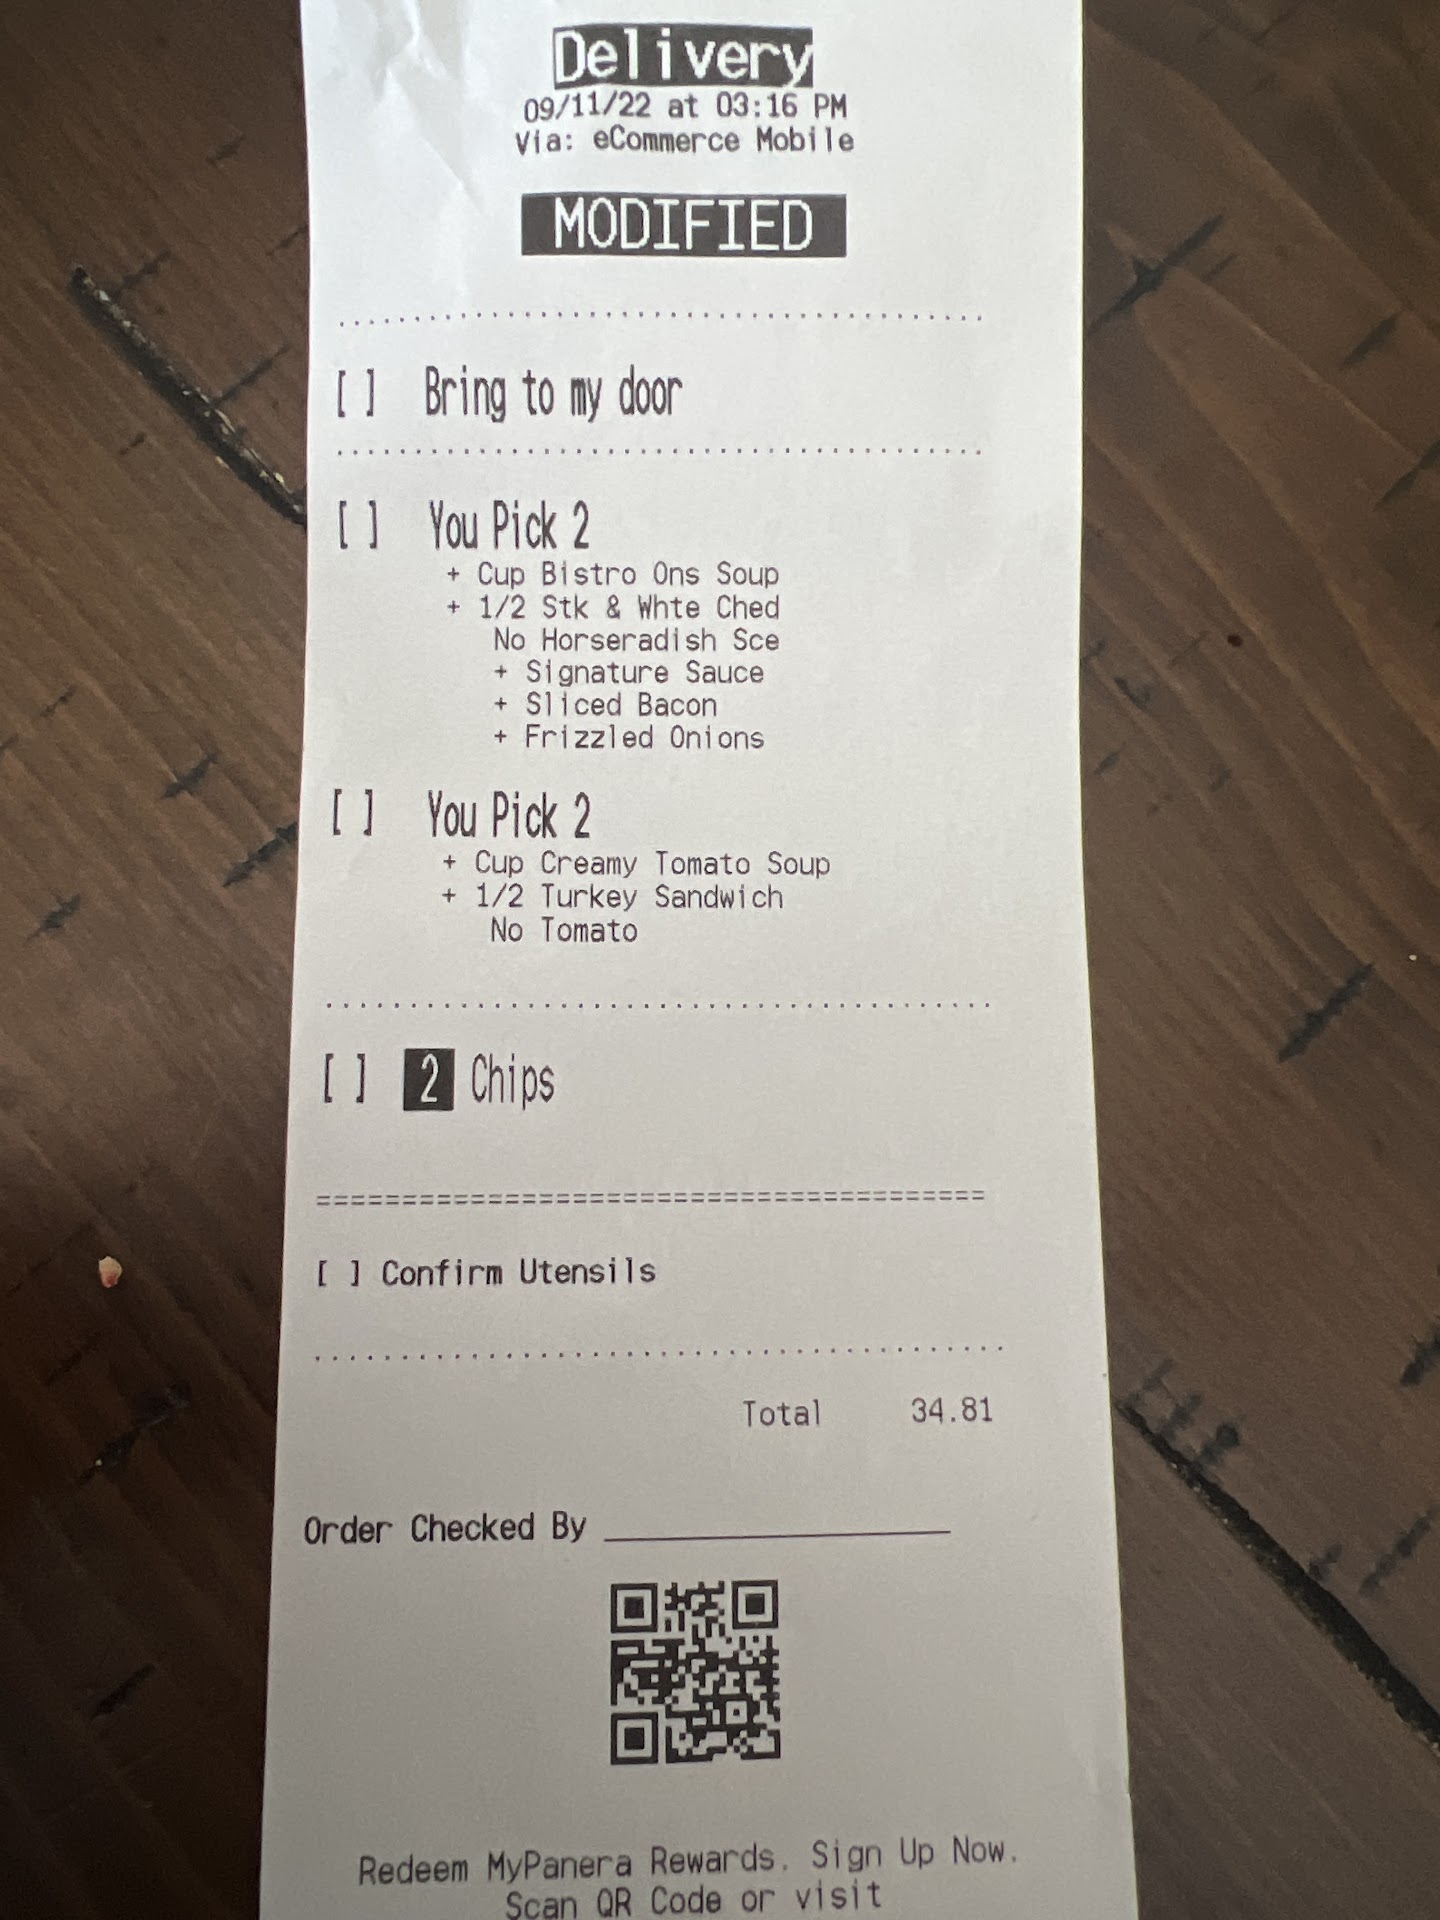 Delivery
09/11/22 at 03:16 PM
Via: eCommerce Mobile
MODIFIED
[ ] Bring to my door
[ ] You Pick 2
+ Cup Bistro Ons Soup
+ 1/2 Stk & Whte Ched
No Horseradish Sce
+ Signature Sauce
+ Sliced Bacon
+ Frizzled Onions
[ ] You Pick 2
+ Cup Creamy Tomato Soup
+ 1/2 Turkey Sandwich
No Tomato
[ ] 2 Chips
[ ] Confirm Utensils
Total 34.81
Order Checked By
Redeem MyPanera Rewards. Sign Up Now.
Scan QR Code or visit